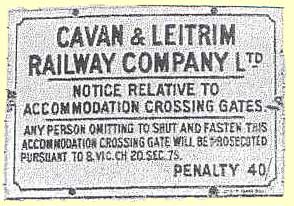 CAVAN & LEITRIM
RAILWAY COMPANY LTD
NOTICE RELATIVE TO
ACCOMMODATION CROSSING GATES
ANY PERSON OMITTING TO SHUT AND FASTEN THIS
ACCOMMODATION CROSSING GATE WILL BE PROSECUTED
PURSUANT TO 8. VIC. CH 20. SEC. 75.
PENALTY 40/